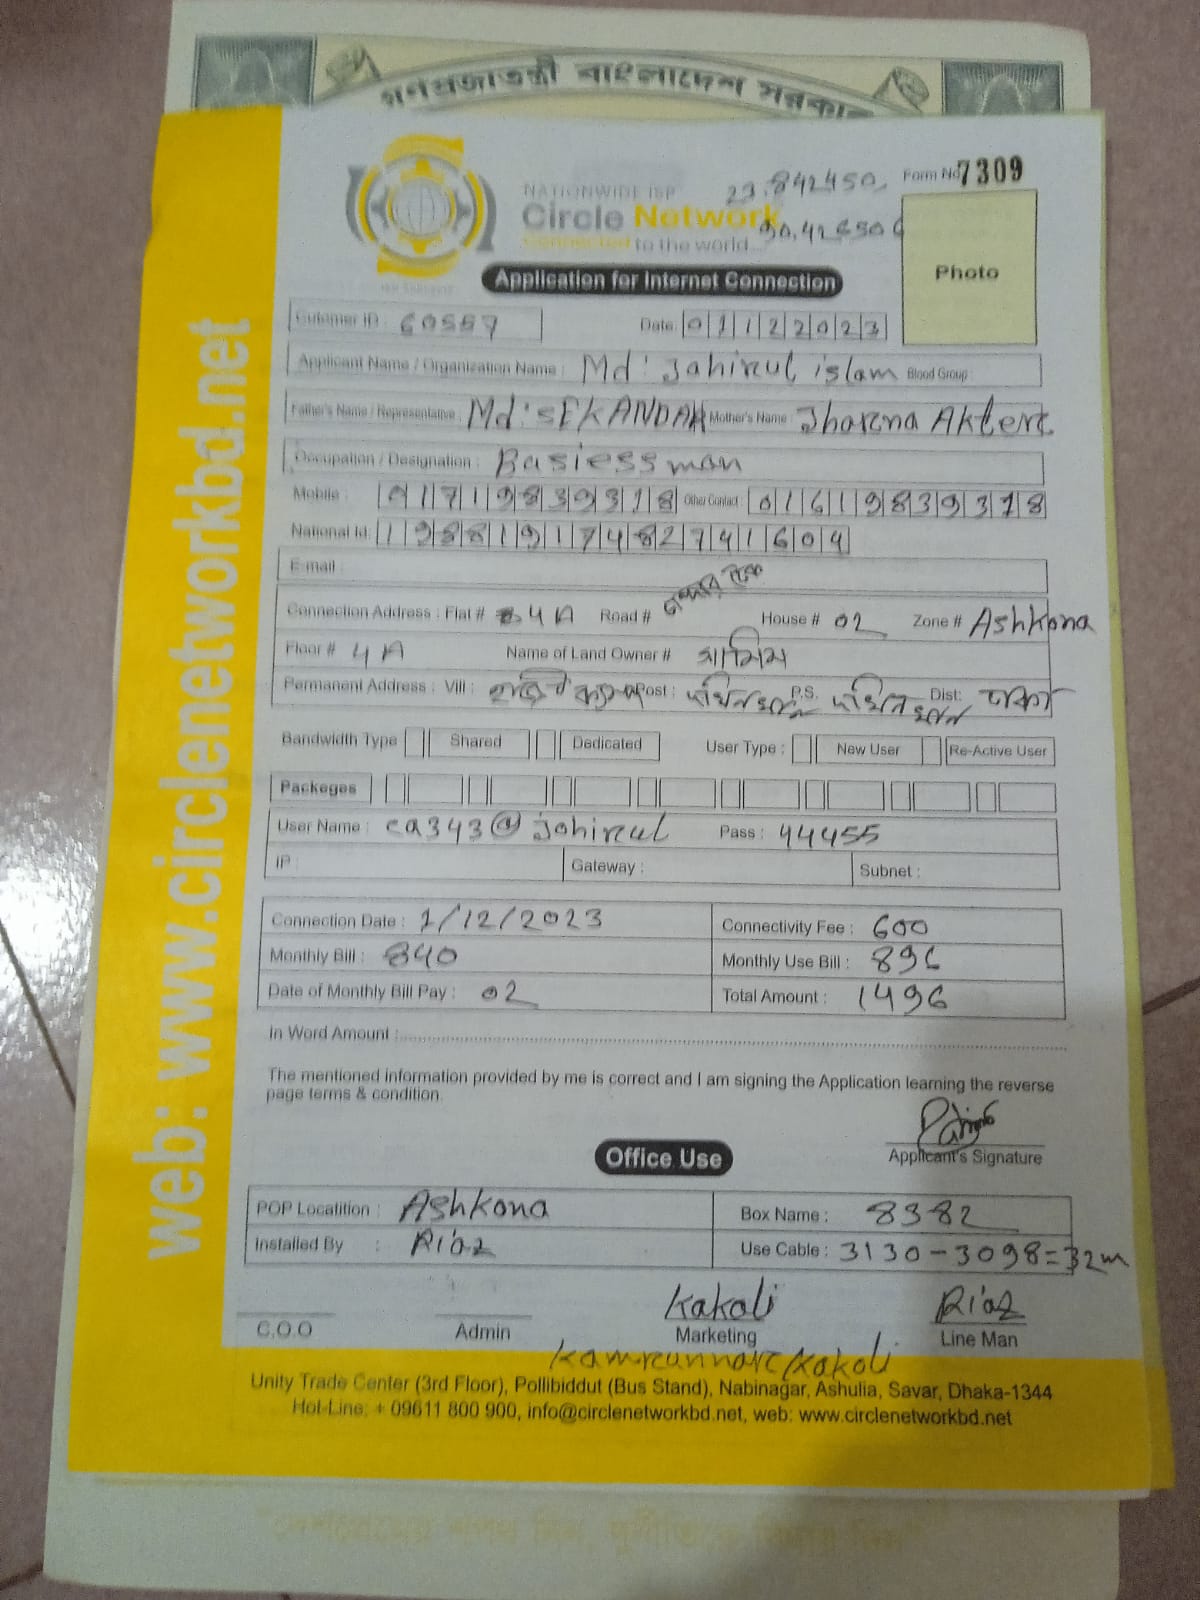 গণপ্রজাতন্ত্রী বাংলাদেশ সরকার
Form No 7309
23.842450
NATIONWIDE ISP
Circle Network
Connected to the world...
Photo
Application for Internet Connection
Cutomer ID : 60557 Date: 01122023
Applicant Name / Organization Name : Md: Jahirul islam Blood Group :
Father's Name / Representative : Md: SEKANDAR Mother's Name : Jharna Akter
Occupation / Designation : Basiessman
Mobile : 01719839318 Other Contact : 01619839318
National Id: 19881917482741604
E-mail :
Connection Address : Flat # 4A Road # House # 02 Zone # Ashkona
Floor # 4A Name of Land Owner #
Permanent Address : Vill : Post : P.S. Dist: ঢাকা
Bandwidth Type Shared Dedicated User Type : New User Re-Active User
Packeges
User Name : ca343@jahirul Pass : 44455
IP : Gateway : Subnet :
Connection Date : 1/12/2023 Connectivity Fee : 600
Monthly Bill : 840 Monthly Use Bill : 896
Date of Monthly Bill Pay : 02 Total Amount : 1496
In Word Amount :
The mentioned information provided by me is correct and I am signing the Application learning the reverse
page terms & condition.
Applicant's Signature
Office Use
POP Localition : Ashkona Box Name : 8382
Installed By : Riaz Use Cable : 3130-3098=32m
Kakoli Riaz
C.O.O Admin Marketing Line Man
Kamrunnar Kakoli
Unity Trade Center (3rd Floor), Pollibiddut (Bus Stand), Nabinagar, Ashulia, Savar, Dhaka-1344
Hot-Line: + 09611 800 900, info@circlenetworkbd.net, web: www.circlenetworkbd.net
web: www.circlenetworkbd.net